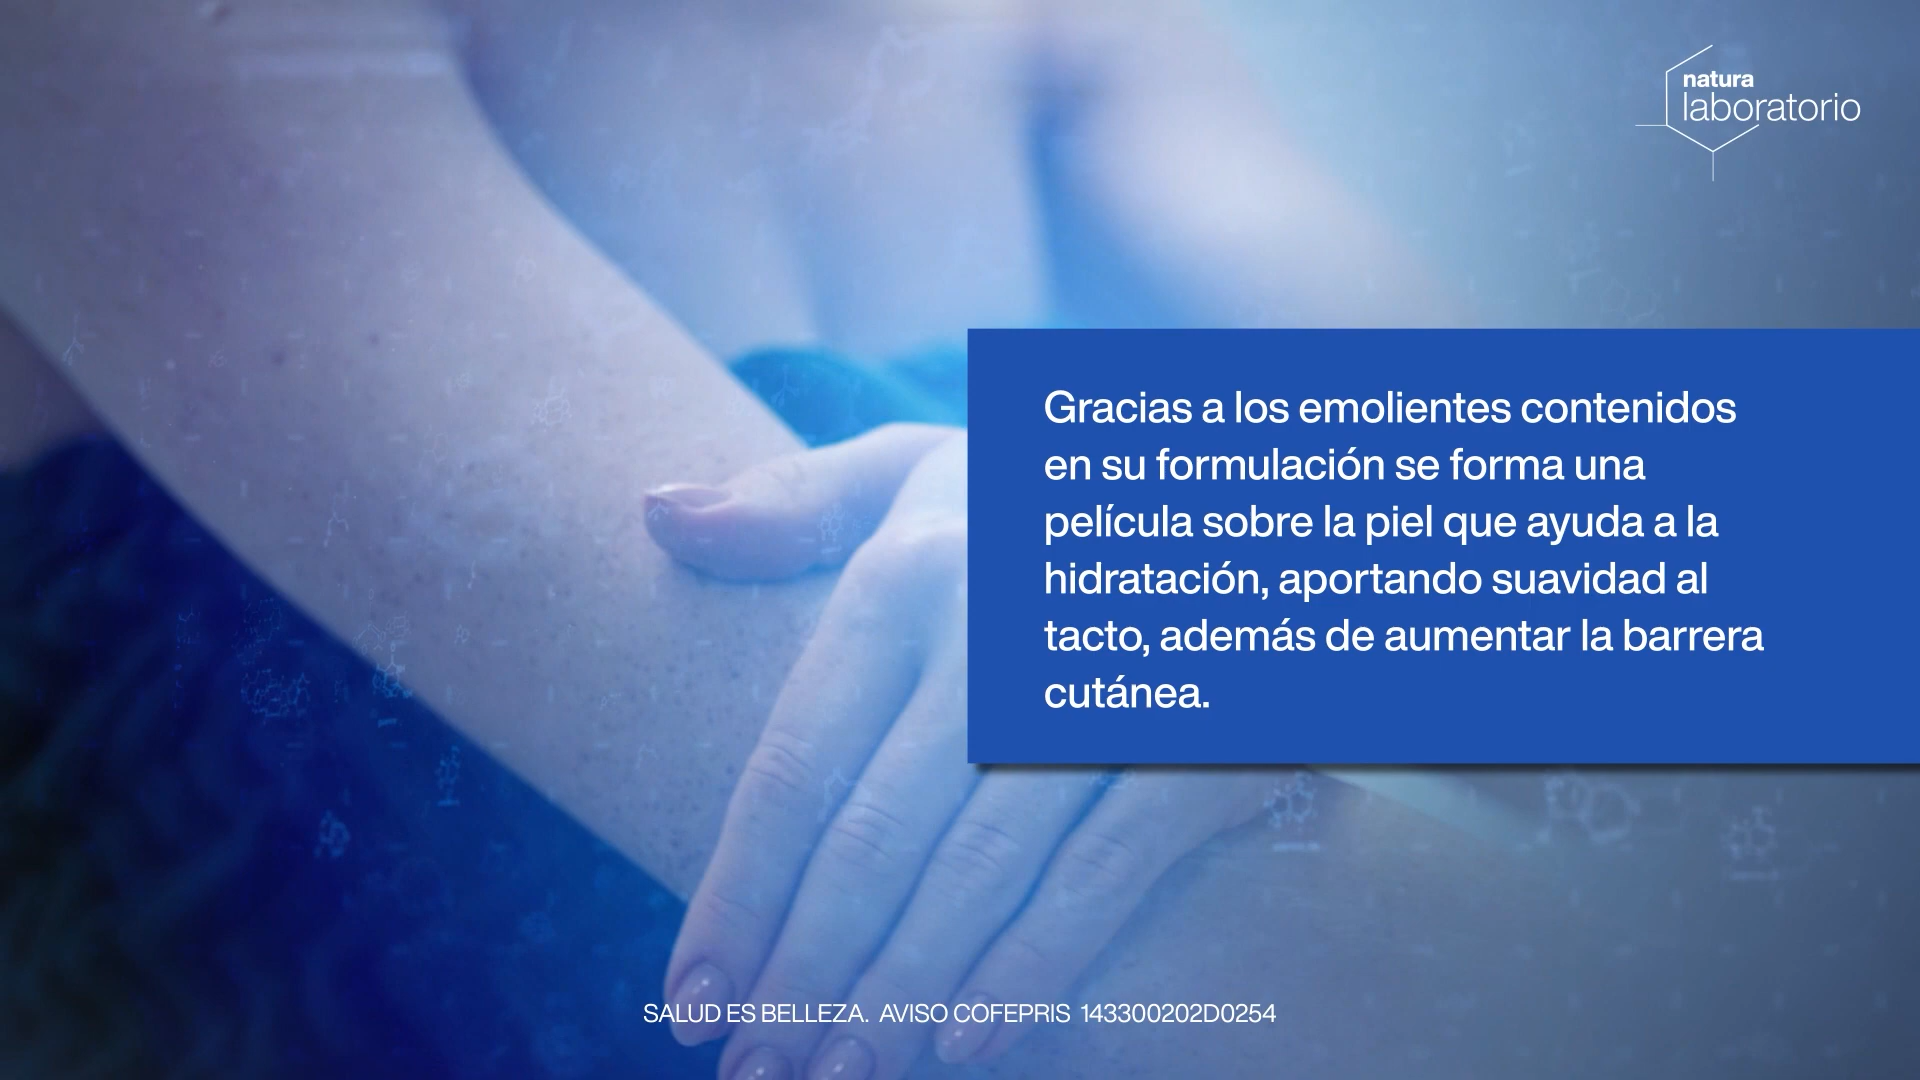 natura
laboratorio
Gracias a los emolientes contenidos
en su formulación se forma una
película sobre la piel que ayuda a la
hidratación, aportando suavidad al
tacto, además de aumentar la barrera
cutánea.
SALUD ES BELLEZA. AVISO COFEPRIS 143300202D0254